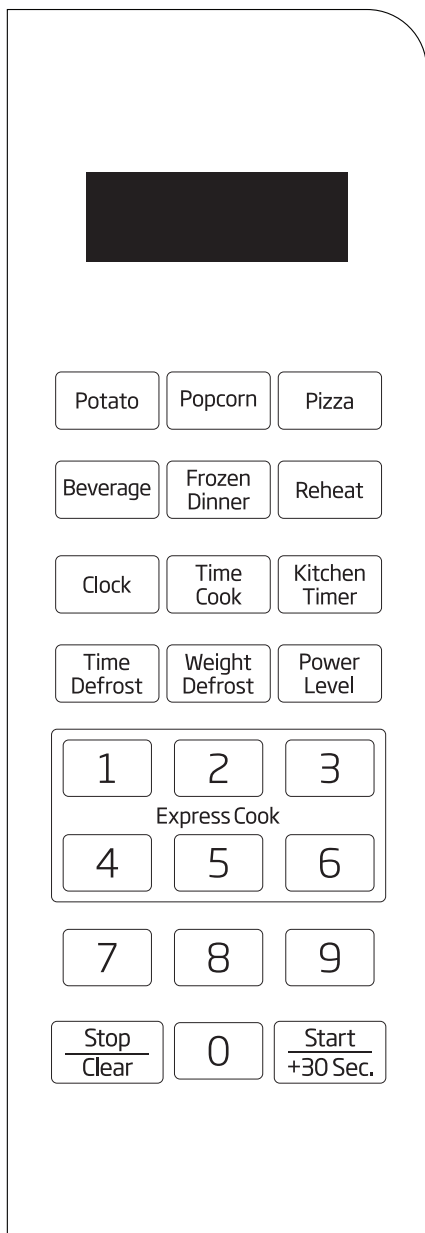 Potato Popcorn Pizza
Beverage Frozen Dinner Reheat
Clock Time Cook Kitchen Timer
Time Defrost Weight Defrost Power Level
1 2 3
Express Cook
4 5 6
7 8 9
Stop Clear 0 Start +30 Sec.